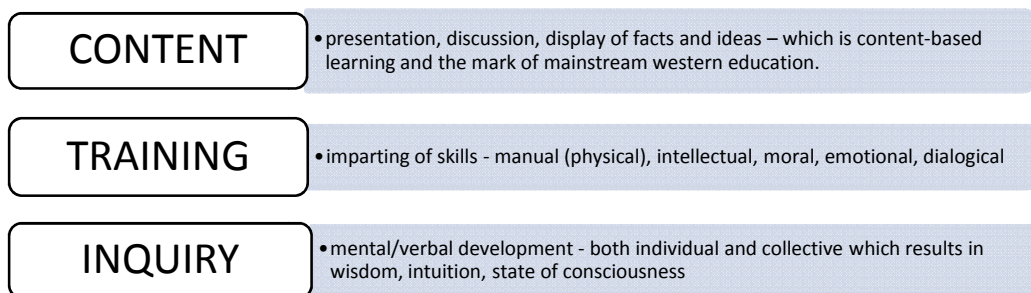 CONTENT
•presentation, discussion, display of facts and ideas – which is content-based
learning and the mark of mainstream western education.
TRAINING
•imparting of skills - manual (physical), intellectual, moral, emotional, dialogical
INQUIRY
•mental/verbal development - both individual and collective which results in
wisdom, intuition, state of consciousness